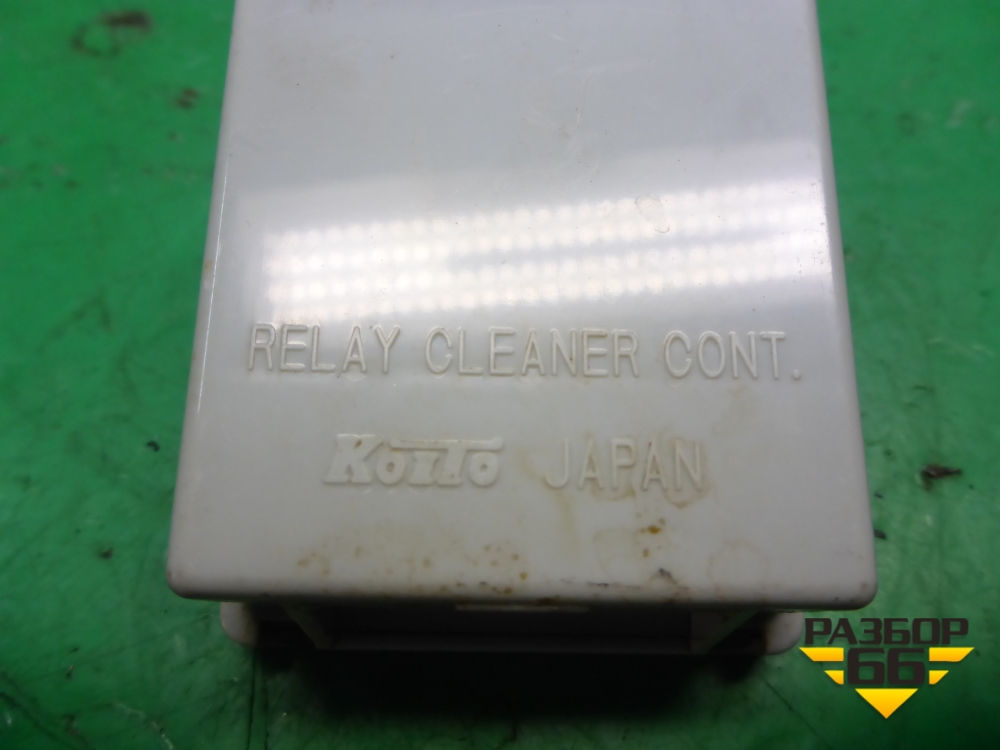 RELAY CLEANER CONT.
KOITO JAPAN
РАЗБОР
66